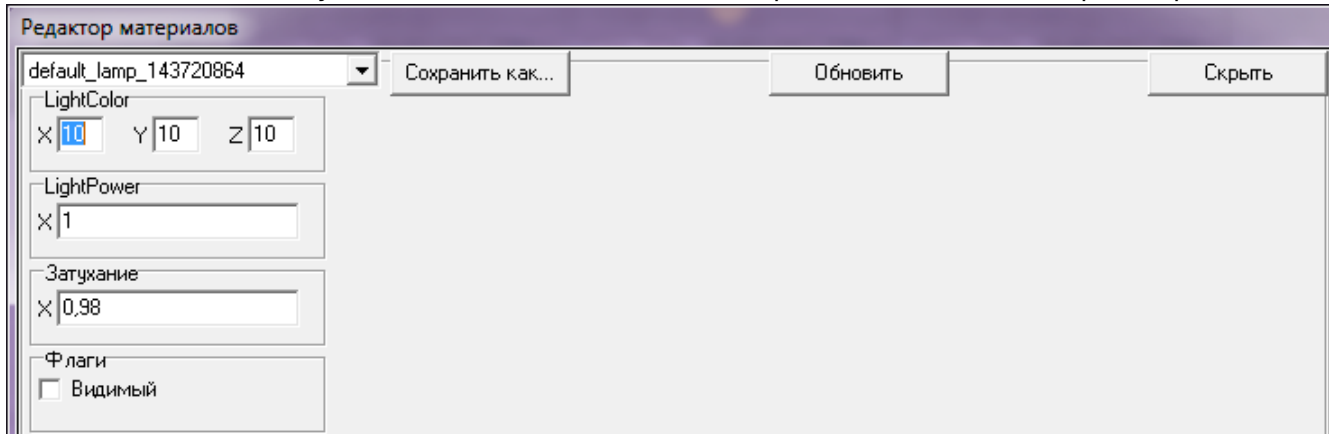 Редактор материалов
default_lamp_143720864 Сохранить как... Обновить Скрыть
LightColor
X 10 Y 10 Z 10
LightPower
X 1
Затухание
X 0,98
Флаги
Видимый